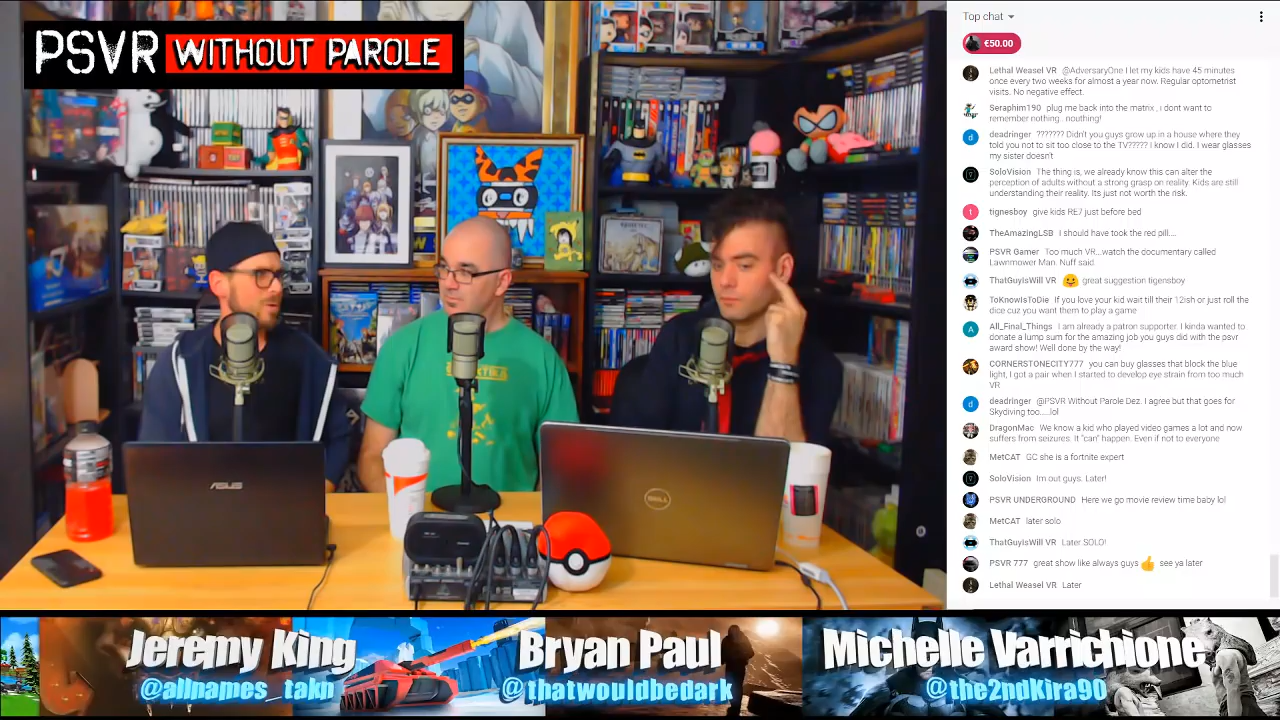 PSVR WITHOUT PAROLE
Top chat
€50.00
Lethal Weasel VR @AdversaryOne I let my kids have 45 minutes
once every two weeks for almost a year now. Regular optometrist
visits. No negative effect.
Seraphim190 plug me back into the matrix , i dont want to
remember nothing . nouthing!
deadringer ??????? Didn't you guys grow up in a house where they
told you not to sit too close to the TV????? I know I did. I wear glasses
my sister doesn't
SoloVision The thing is, we already know this can alter the
perception of adults without a strong grasp on reality. Kids are still
understanding their reality. Its just not worth the risk.
tignesboy give kids RE7 just before bed
TheAmazingLSB I should have took the red pill....
PSVR Gamer Too much VR...watch the documentary called
Lawnmower Man. Nuff said.
ThatGuyIsWill VR great suggestion tigensboy
ToKnowIsToDie if you love your kid wait till their 12ish or just roll the
dice cuz you want them to play a game
All_Final_Things I am already a patron supporter. I kinda wanted to
donate a lump sum for the amazing job you guys did with the psvr
award show! Well done by the way!
CORNERSTONECITY777 you can buy glasses that block the blue
light, I got a pair when I started to develop eye strain from too much
VR
deadringer @PSVR Without Parole Dez. I agree but that goes for
Skydiving too.....lol
DragonMac We know a kid who played video games a lot and now
suffers from seizures. It "can" happen. Even if not to everyone
MetCAT GC she is a fortnite expert
SoloVision Im out guys. Later!
PSVR UNDERGROUND Here we go movie review time baby lol
MetCAT later solo
ThatGuyIsWill VR Later SOLO!
PSVR 777 great show like always guys see ya later
Lethal Weasel VR Later
ASUS
DELL
Jeremy King
@allnames_takn
Bryan Paul
@thatwouldbedark
Michelle Varrichione
@the2ndKira90